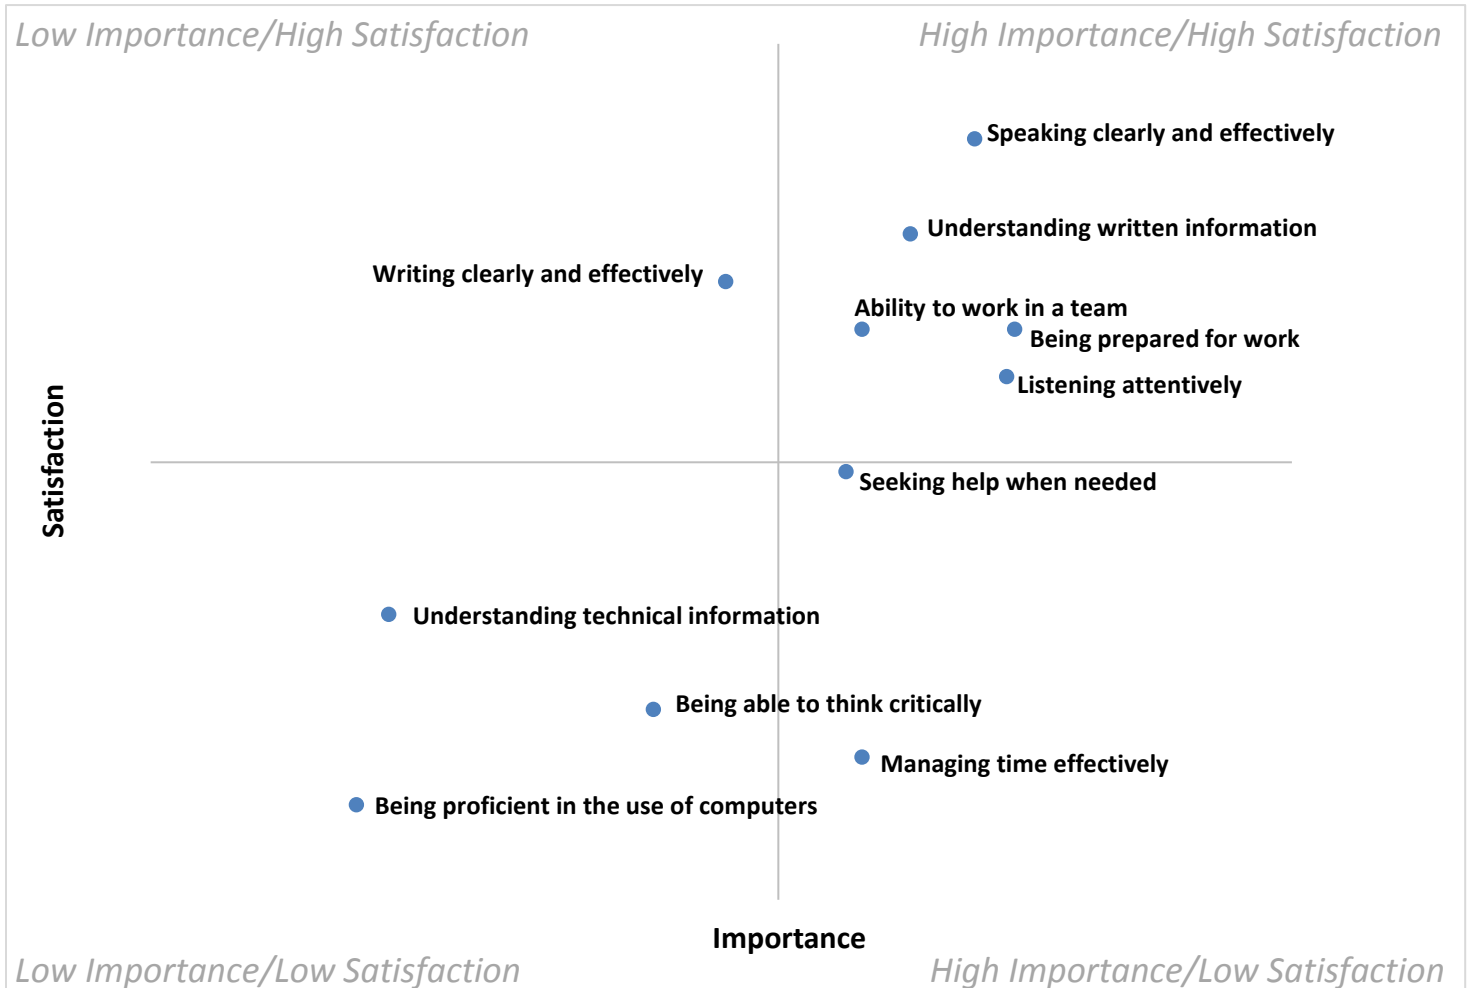 Low Importance/High Satisfaction
High Importance/High Satisfaction
Speaking clearly and effectively
Understanding written information
Writing clearly and effectively
Ability to work in a team
Being prepared for work
Listening attentively
Satisfaction
Seeking help when needed
Understanding technical information
Being able to think critically
Managing time effectively
Being proficient in the use of computers
Importance
Low Importance/Low Satisfaction
High Importance/Low Satisfaction